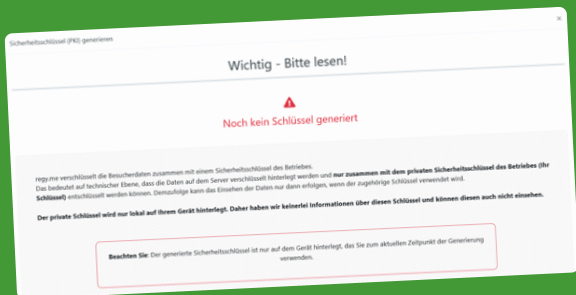 Sicherheitsschlüssel (PKI) generieren
×
Wichtig - Bitte lesen!
Noch kein Schlüssel generiert
regy.me verschlüsselt die Besucherdaten zusammen mit einem Sicherheitsschlüssel des Betriebes.
Das bedeutet auf technischer Ebene, dass die Daten auf dem Server verschlüsselt hinterlegt werden und nur zusammen mit dem privaten Sicherheitsschlüssel des Betriebes (Ihr
Schlüssel) entschlüsselt werden können. Demzufolge kann das Einsehen der Daten nur dann erfolgen, wenn der zugehörige Schlüssel verwendet wird.
Der private Schlüssel wird nur lokal auf Ihrem Gerät hinterlegt. Daher haben wir keinerlei Informationen über diesen Schlüssel und können diesen auch nicht einsehen.
Beachten Sie: Der generierte Sicherheitsschlüssel ist nur auf dem Gerät hinterlegt, das Sie zum aktuellen Zeitpunkt der Generierung
verwenden.